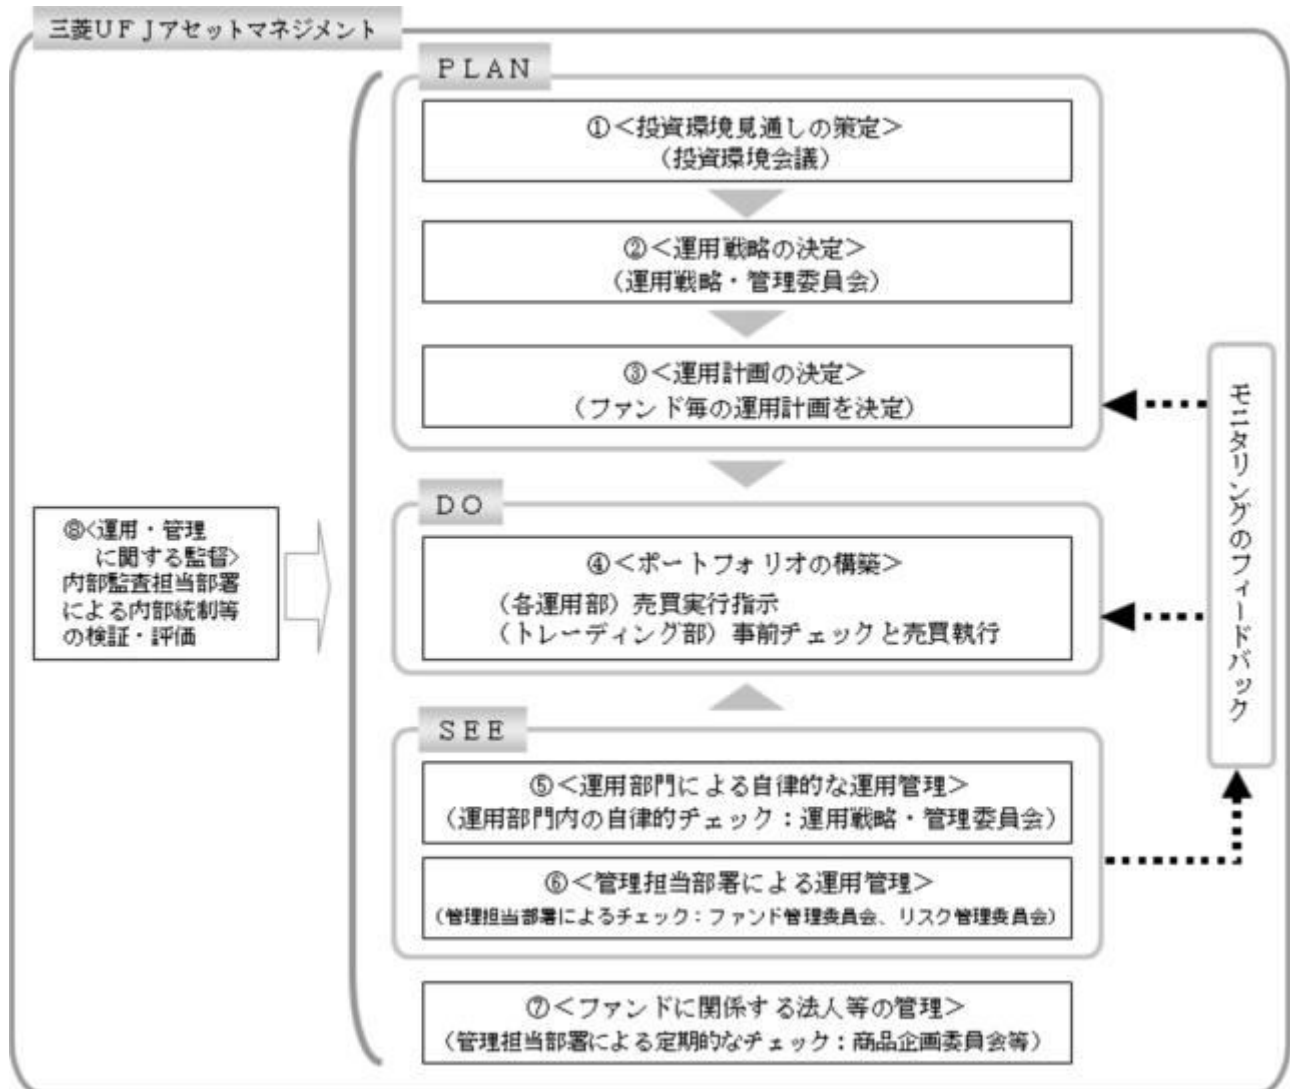 三菱ＵＦＪアセットマネジメント
ＰＬＡＮ
①＜投資環境見通しの策定＞
（投資環境会議）
②＜運用戦略の決定＞
（運用戦略・管理委員会）
③＜運用計画の決定＞
（ファンド毎の運用計画を決定）
ＤＯ
④＜ポートフォリオの構築＞
（各運用部）売買実行指示
（トレーディング部）事前チェックと売買執行
ＳＥＥ
⑤＜運用部門による自律的な運用管理＞
（運用部門内の自律的チェック：運用戦略・管理委員会）
⑥＜管理担当部署による運用管理＞
（管理担当部署によるチェック：ファンド管理委員会、リスク管理委員会）
⑦＜ファンドに関係する法人等の管理＞
（管理担当部署による定期的なチェック：商品企画委員会等）
⑧＜運用・管理
に関する監督＞
内部監査担当部署
による内部統制等
の検証・評価
モニタリングのフィードバック